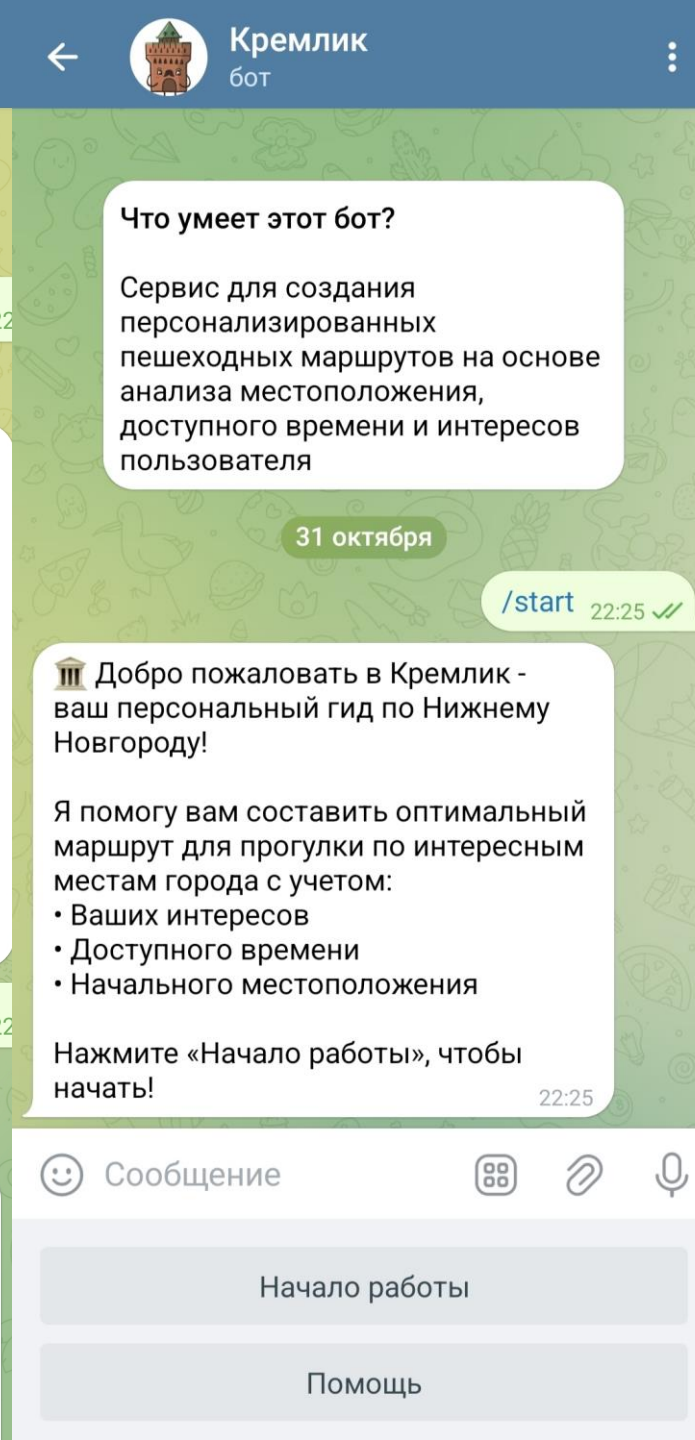 Кремлик
бот
Что умеет этот бот?
Сервис для создания
персонализированных
пешеходных маршрутов на основе
анализа местоположения,
доступного времени и интересов
пользователя
31 октября
/start 22:25
🏛 Добро пожаловать в Кремлик -
ваш персональный гид по Нижнему
Новгороду!
Я помогу вам составить оптимальный
маршрут для прогулки по интересным
местам города с учетом:
• Ваших интересов
• Доступного времени
• Начального местоположения
Нажмите «Начало работы», чтобы
начать!
22:25
Сообщение
Начало работы
Помощь